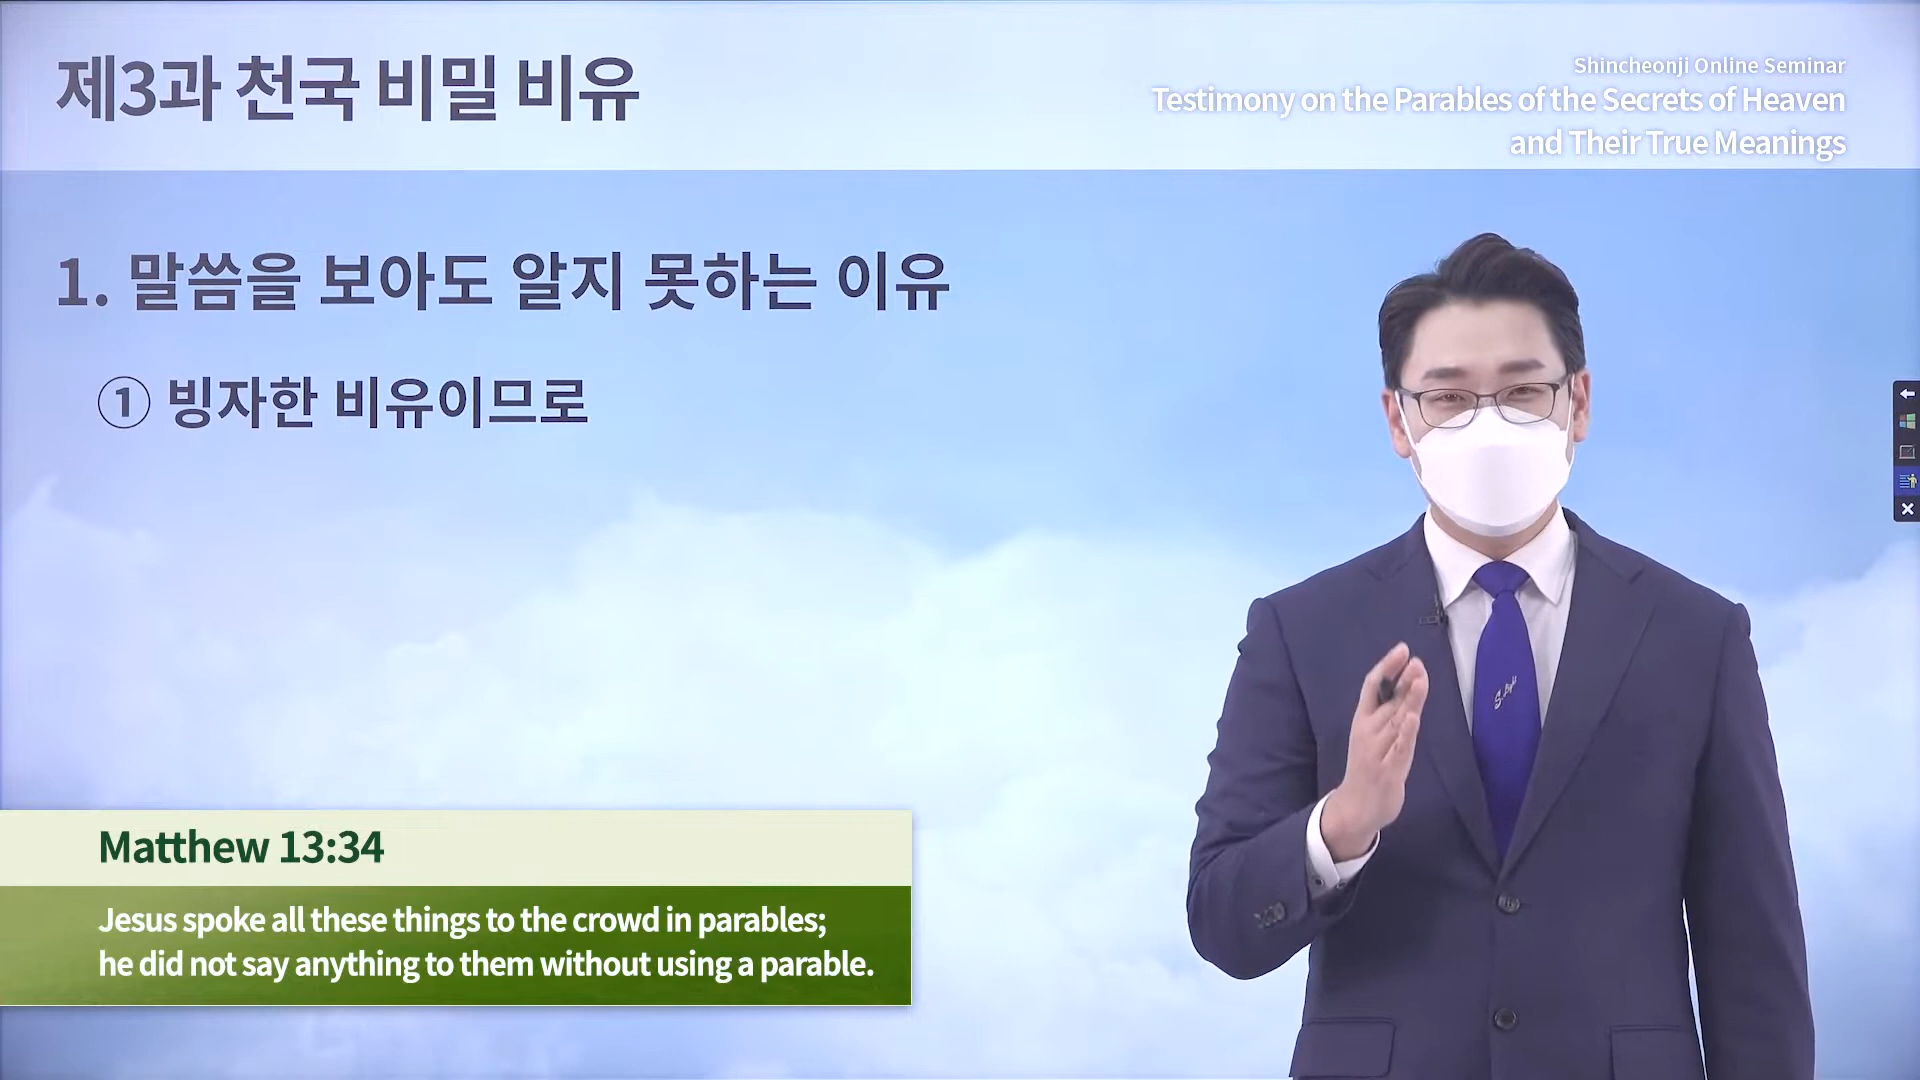 제3과 천국 비밀 비유
Shincheonji Online Seminar
Testimony on the Parables of the Secrets of Heaven
and Their True Meanings
1. 말씀을 보아도 알지 못하는 이유
① 빙자한 비유이므로
S. light
Matthew 13:34
Jesus spoke all these things to the crowd in parables;
he did not say anything to them without using a parable.